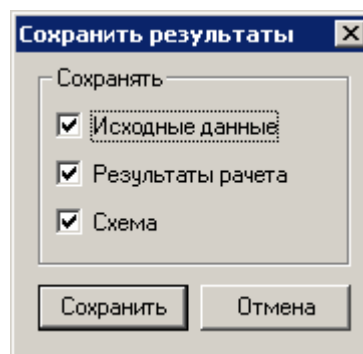 Сохранить результаты
Сохранять
Исходные данные
Результаты рачета
Схема
Сохранить
Отмена